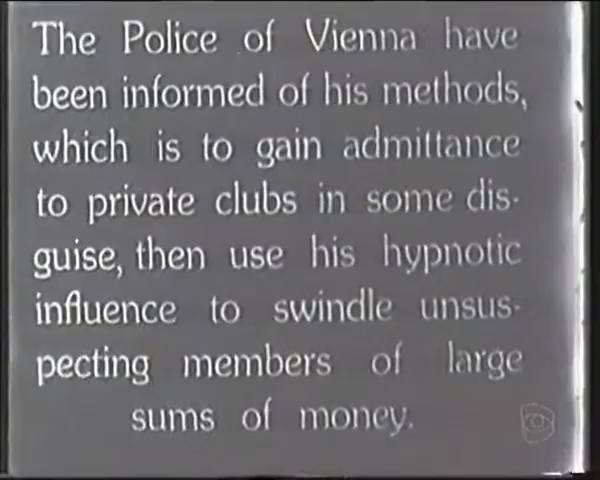 The Police of Vienna have
been informed of his methods,
which is to gain admittance
to private clubs in some dis-
guise, then use his hypnotic
influence to swindle unsus-
pecting members of large
sums of money.